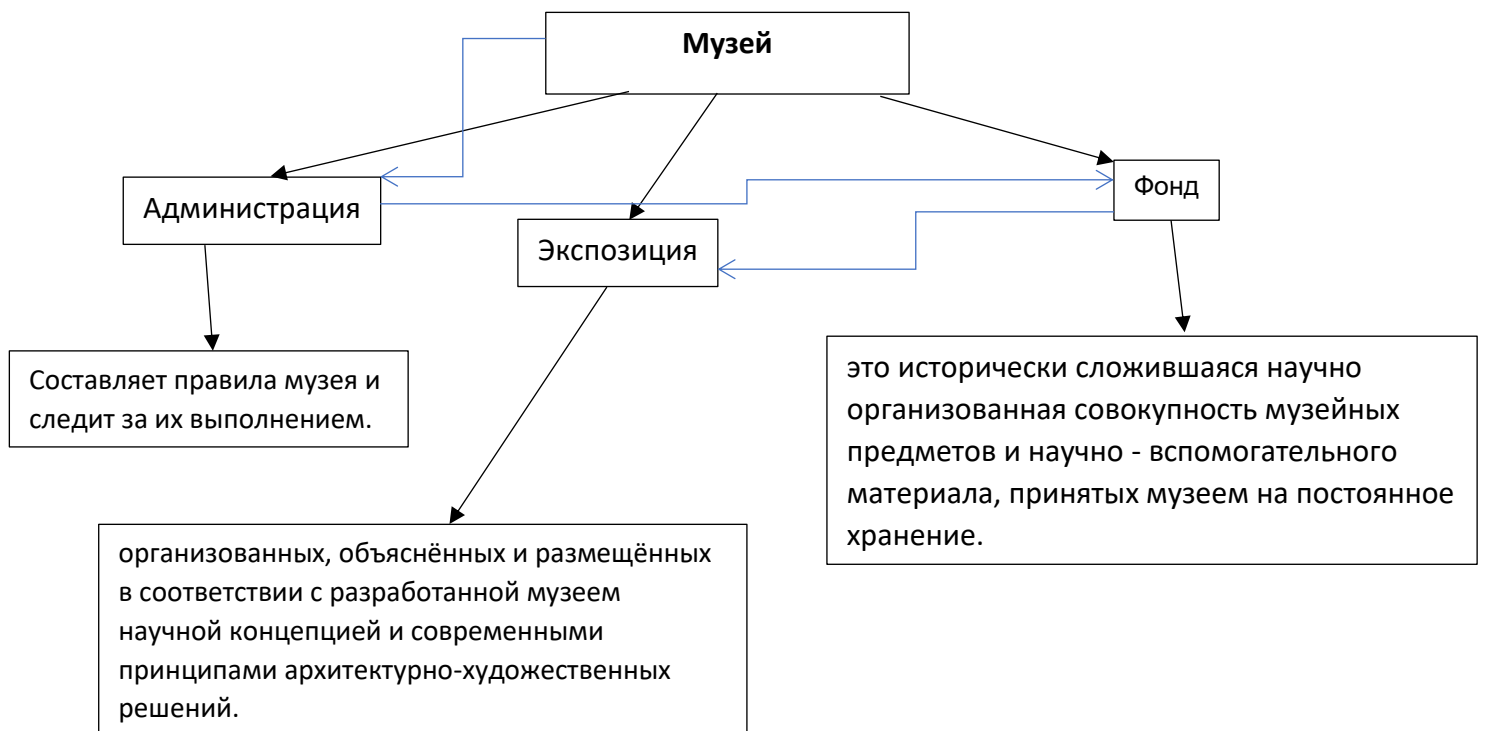 Музей
Администрация
Экспозиция
Фонд
Составляет правила музея и
следит за их выполнением.
организованных, объяснённых и размещённых
в соответствии с разработанной музеем
научной концепцией и современными
принципами архитектурно-художественных
решений.
это исторически сложившаяся научно
организованная совокупность музейных
предметов и научно - вспомогательного
материала, принятых музеем на постоянное
хранение.